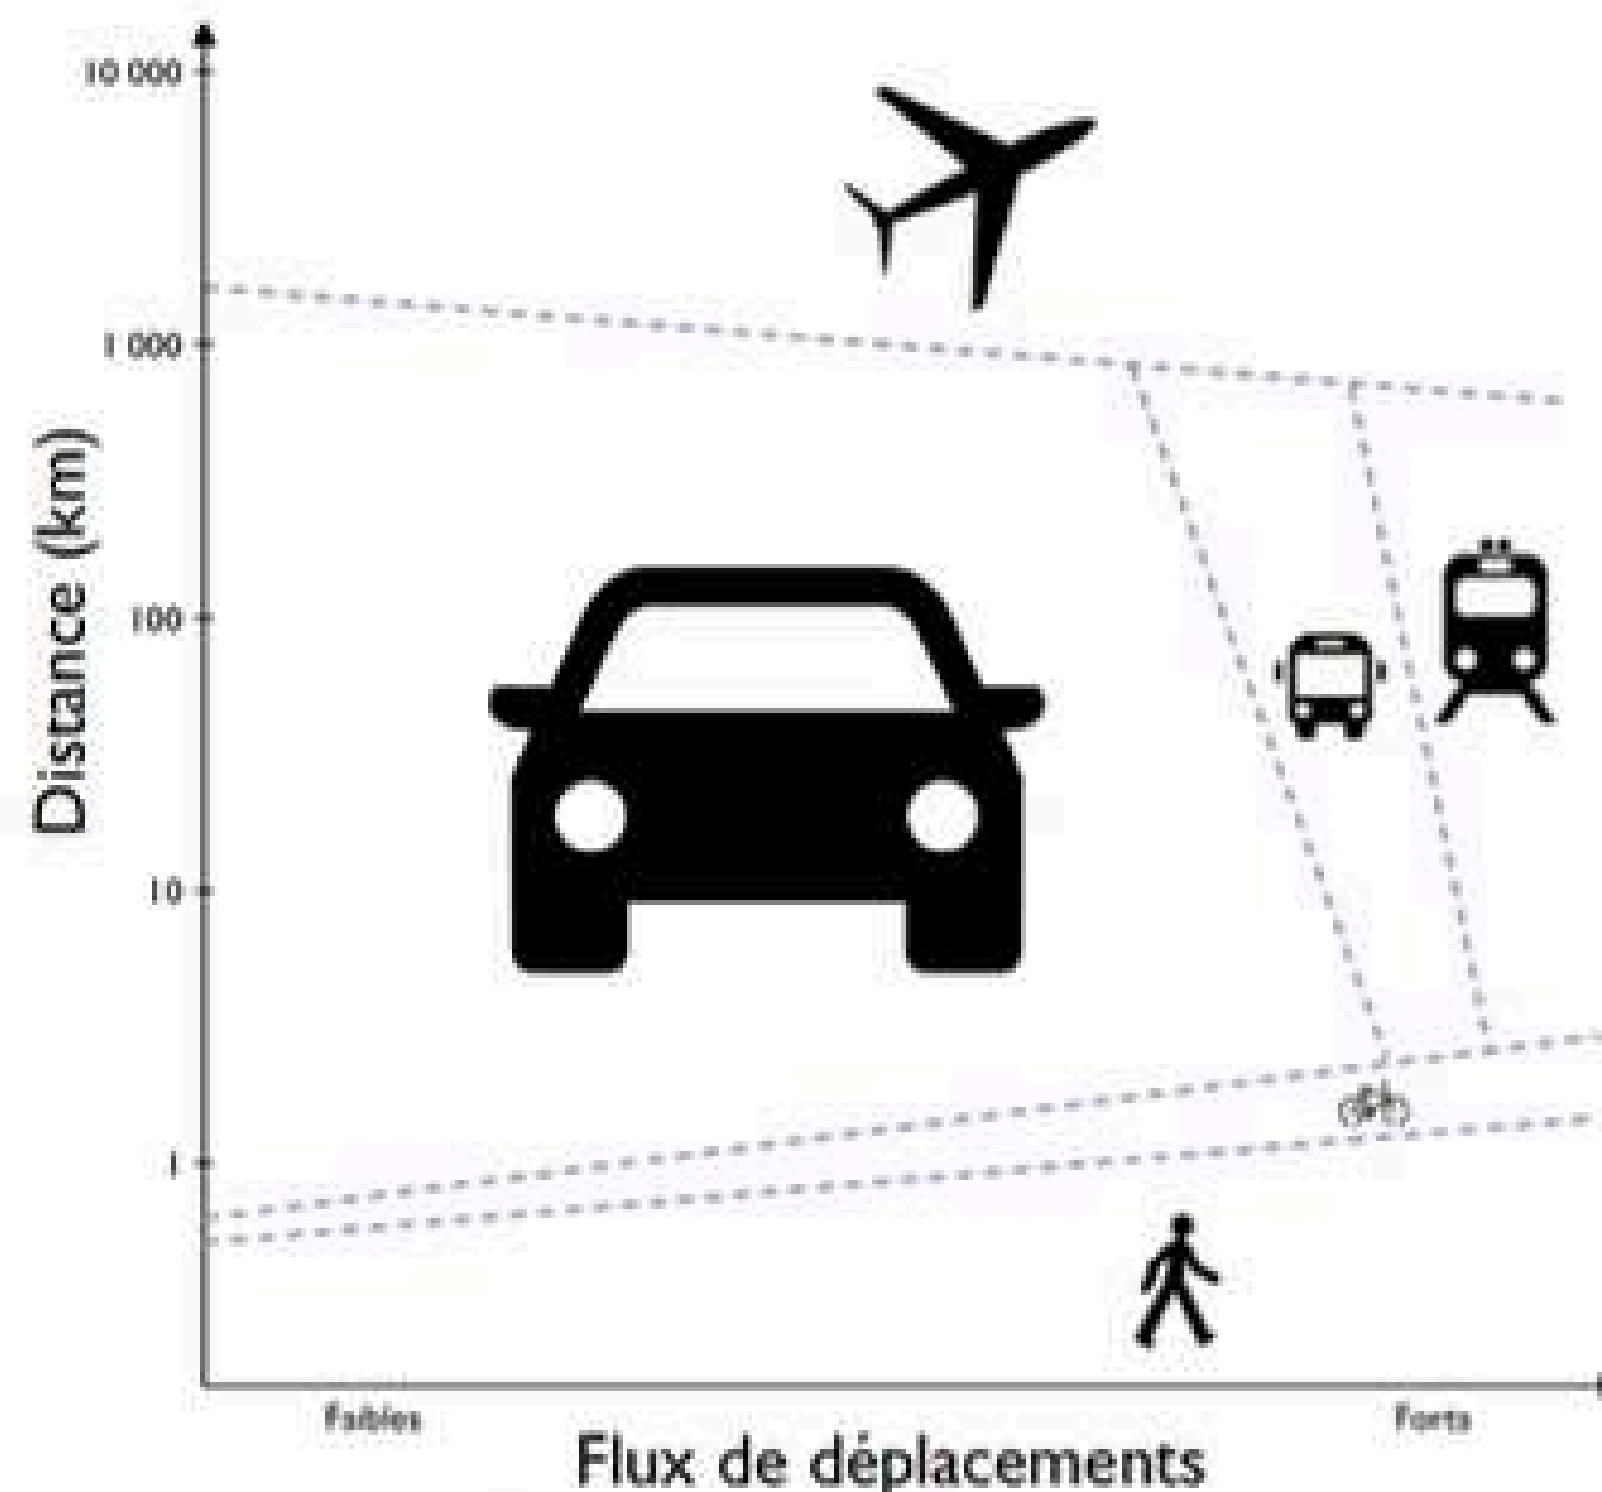 10 000
1 000
100
10
1
Distance (km)
Faibles
Forts
Flux de déplacements